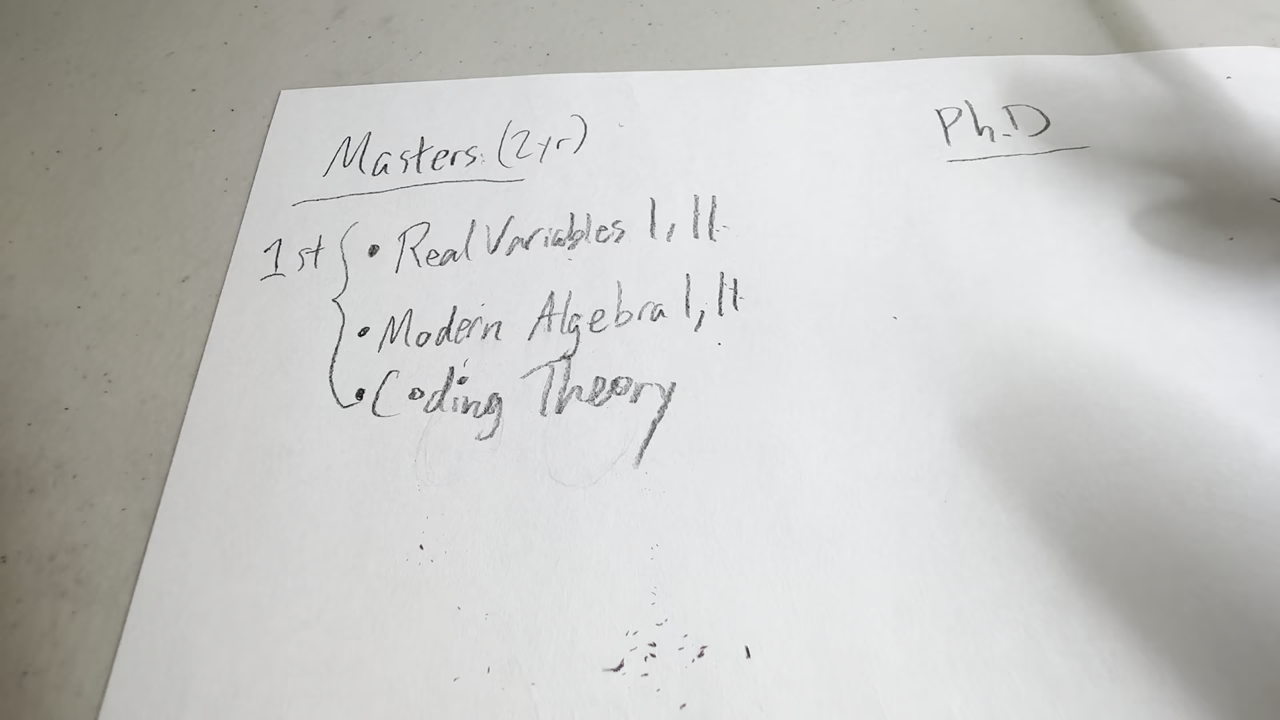 Masters: (2yr)
Ph.D
1st { • Real Variables I, II
• Modern Algebra I, II
• Coding Theory